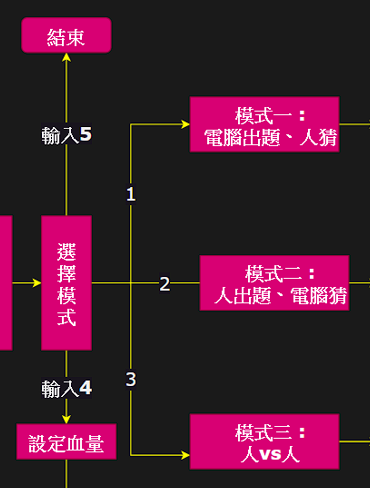 結束
輸入5
模式一：
電腦出題、人猜
1
選
擇
模
式
2
模式二：
人出題、電腦猜
3
輸入4
設定血量
模式三：
人vs人